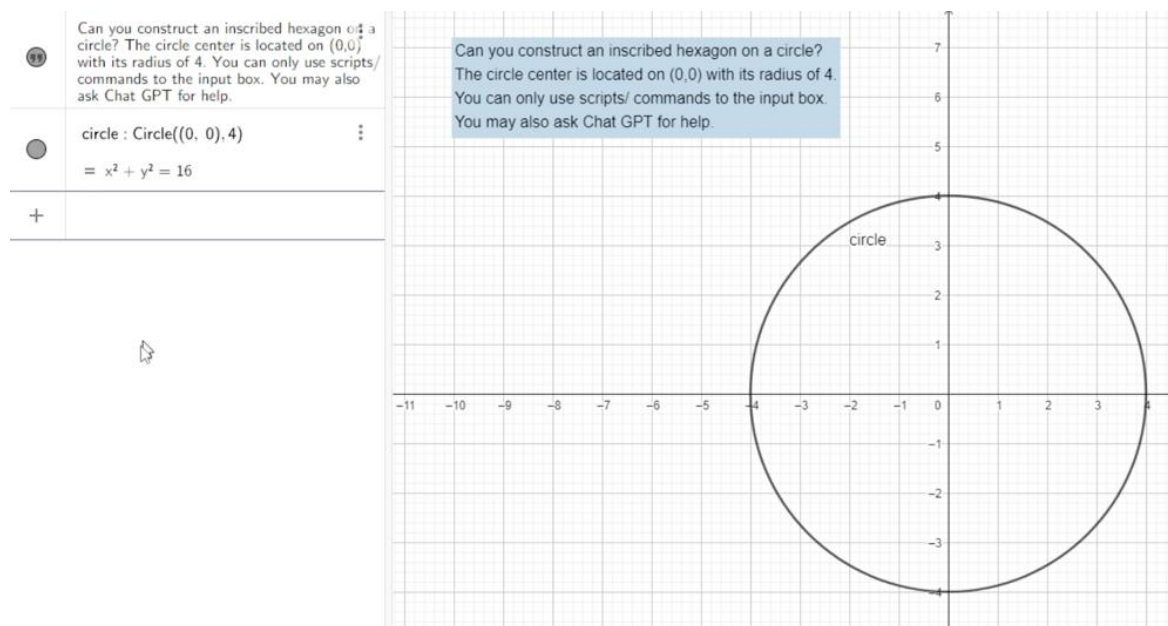 Can you construct an inscribed hexagon on a
circle? The circle center is located on (0,0)
with its radius of 4. You can only use scripts/
commands to the input box. You may also
ask Chat GPT for help.
circle : Circle((0, 0), 4)
= x² + y² = 16
+
Can you construct an inscribed hexagon on a circle?
The circle center is located on (0,0) with its radius of 4.
You can only use scripts/ commands to the input box.
You may also ask Chat GPT for help.
7
6
5
4
circle
3
2
1
-11 -10 -9 -8 -7 -6 -5 -4 -3 -2 -1 0 1 2 3 4
-1
-2
-3
-4